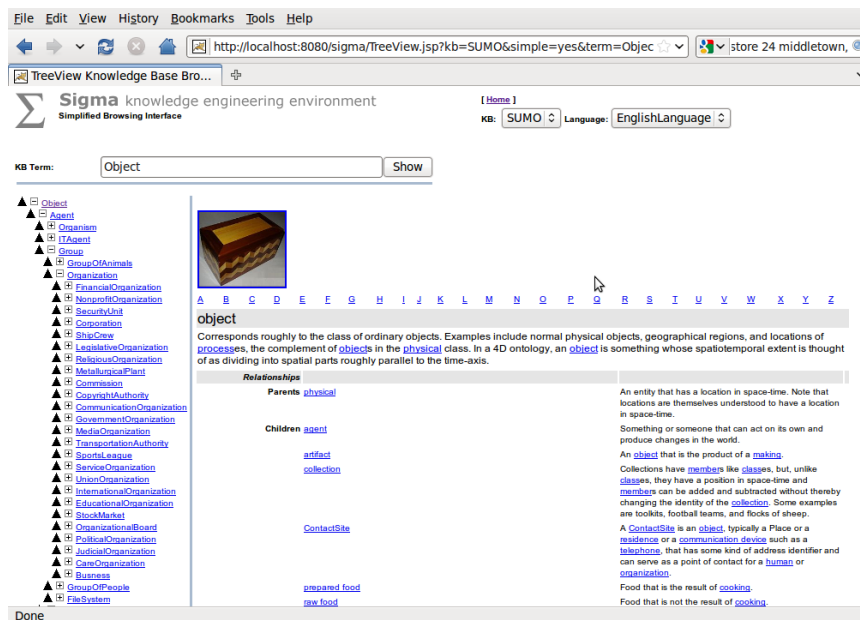 File Edit View History Bookmarks Tools Help
http://localhost:8080/sigma/TreeView.jsp?kb=SUMO&simple=yes&term=Objec
store 24 middletown,
TreeView Knowledge Base Bro...
Sigma knowledge engineering environment
Simplified Browsing Interface
[ Home ]
KB: SUMO Language: EnglishLanguage
KB Term: Object Show
Object
Agent
Organism
ITAgent
Group
GroupOfAnimals
Organization
FinancialOrganization
NonprofitOrganization
SecurityUnit
Corporation
ShipCrew
LegislativeOrganization
ReligiousOrganization
MetallurgicalPlant
Commission
CopyrightAuthority
CommunicationOrganization
GovernmentOrganization
MediaOrganization
TransportationAuthority
SportsLeague
ServiceOrganization
UnionOrganization
InternationalOrganization
EducationalOrganization
StockMarket
OrganizationalBoard
PoliticalOrganization
JudicialOrganization
CareOrganization
Busness
GroupOfPeople
FileSystem
A B C D E F G H I J K L M N O P Q R S T U V W X Y Z
object
Corresponds roughly to the class of ordinary objects. Examples include normal physical objects, geographical regions, and locations of
processes, the complement of objects in the physical class. In a 4D ontology, an object is something whose spatiotemporal extent is thought
of as dividing into spatial parts roughly parallel to the time-axis.
Relationships
Parents physical An entity that has a location in space-time. Note that
locations are themselves understood to have a location
in space-time.
Children agent Something or someone that can act on its own and
produce changes in the world.
artifact An object that is the product of a making.
collection Collections have members like classes, but, unlike
classes, they have a position in space-time and
members can be added and subtracted without thereby
changing the identity of the collection. Some examples
are toolkits, football teams, and flocks of sheep.
ContactSite A ContactSite is an object, typically a Place or a
residence or a communication device such as a
telephone, that has some kind of address identifier and
can serve as a point of contact for a human or
organization.
prepared food Food that is the result of cooking.
raw food Food that is not the result of cooking.
Done